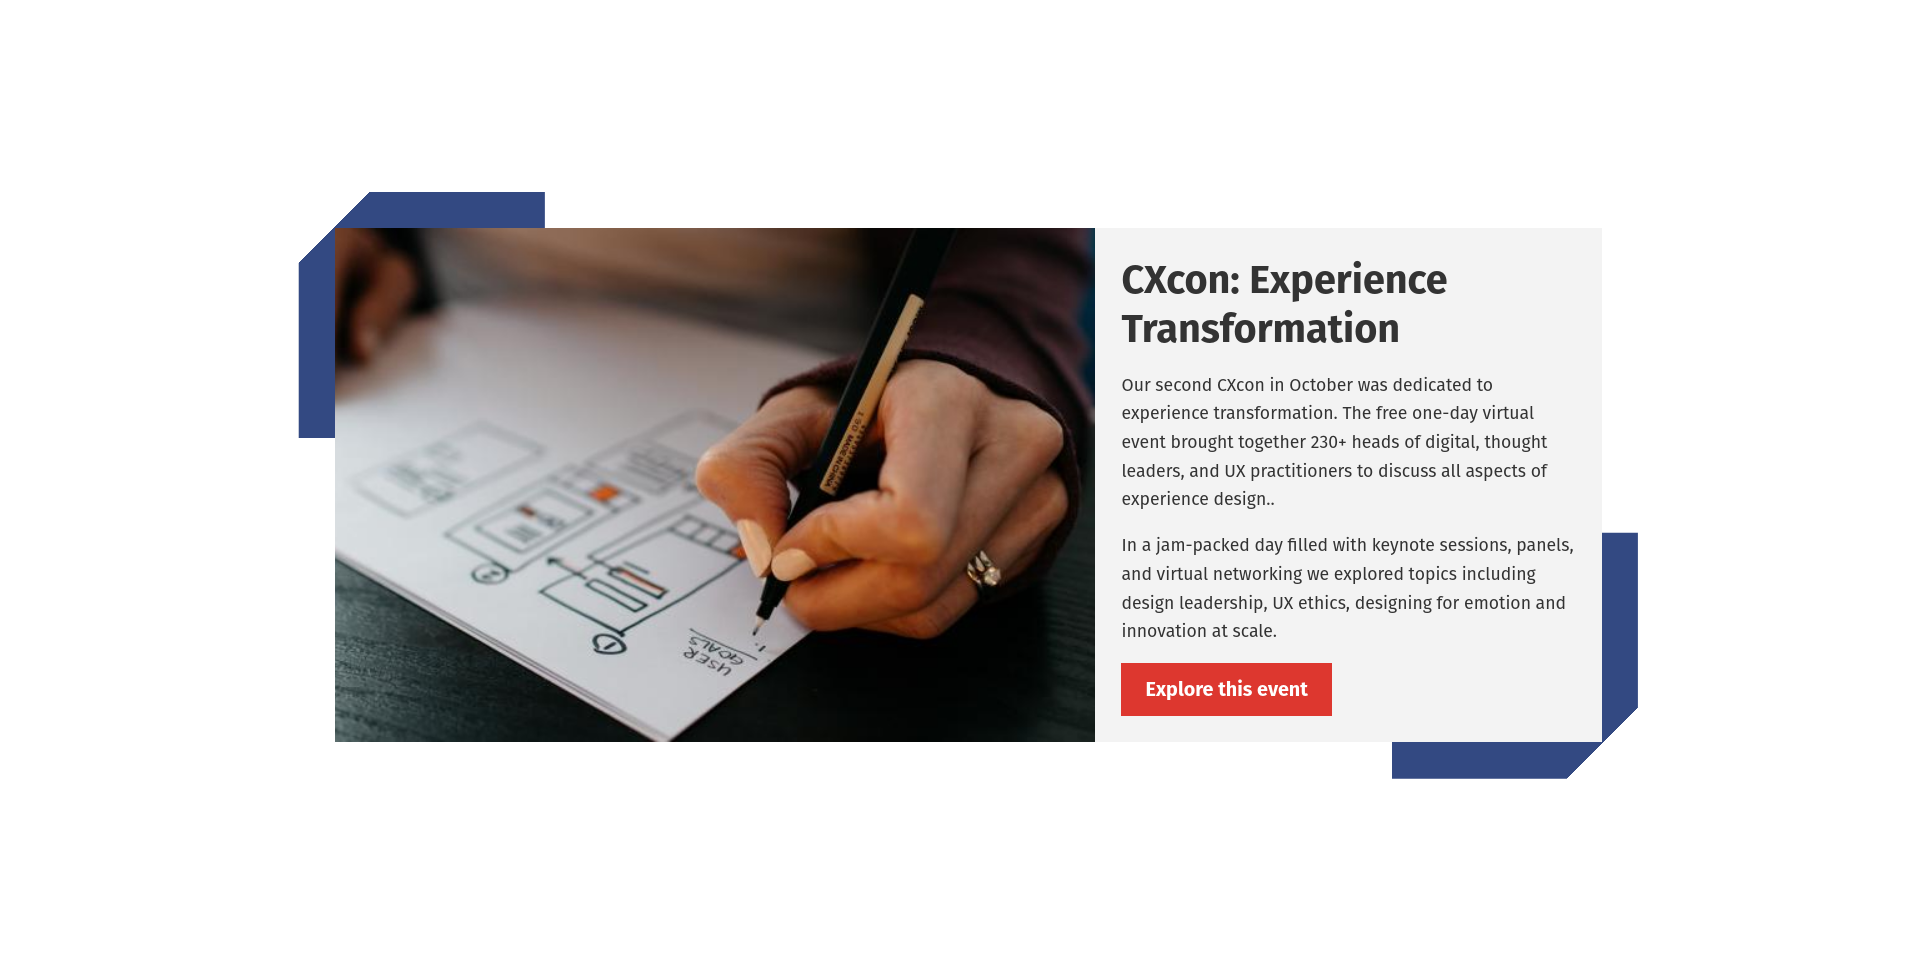 CXcon: Experience
Transformation
Our second CXcon in October was dedicated to
experience transformation. The free one-day virtual
event brought together 230+ heads of digital, thought
leaders, and UX practitioners to discuss all aspects of
experience design..
In a jam-packed day filled with keynote sessions, panels,
and virtual networking we explored topics including
design leadership, UX ethics, designing for emotion and
innovation at scale.
Explore this event
USER
GOALS
1.